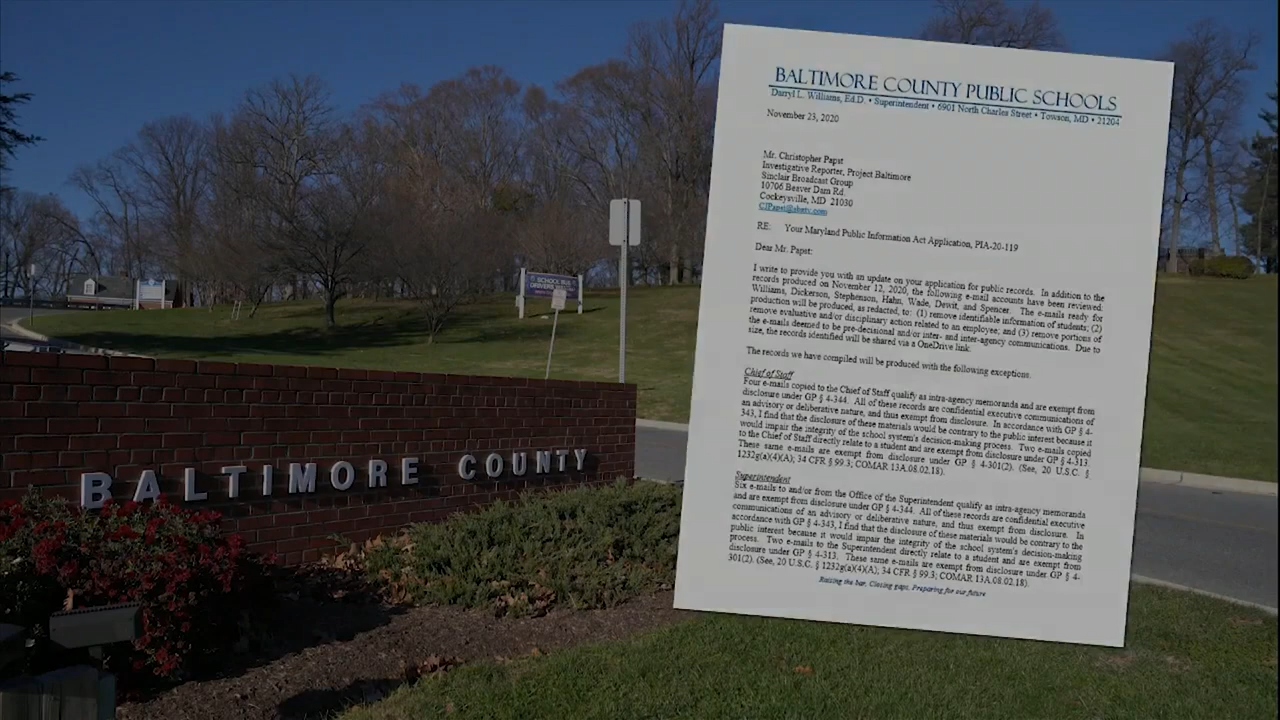 BALTIMORE COUNTY
SCHOOL BUS
BALTIMORE COUNTY PUBLIC SCHOOLS
Darryl L. Williams, Ed.D. • Superintendent • 6901 North Charles Street • Towson, MD • 21204
November 23, 2020
Mr. Christopher Papst
Investigative Reporter, Project Baltimore
Sinclair Broadcast Group
10706 Beaver Dam Rd.
Cockeysville, MD 21030
CJPapst@sbgtv.com
RE: Your Maryland Public Information Act Application, PIA-20-119
Dear Mr. Papst:
I write to provide you with an update on your application for public records. In addition to the
records produced on November 12, 2020, the following e-mail accounts have been reviewed:
Williams, Dickerson, Stephenson, Hahn, Wade, Dewit, and Spencer. The e-mails ready for
production will be produced, as redacted, to: (1) remove identifiable information of students; (2)
remove evaluative and/or disciplinary action related to an employee; and (3) remove portions of
the e-mails deemed to be pre-decisional and/or inter- and inter-agency communications. Due to
size, the records identified will be shared via a OneDrive link.
The records we have compiled will be produced with the following exceptions.
Chief of Staff
Four e-mails copied to the Chief of Staff qualify as intra-agency memoranda and are exempt from
disclosure under GP § 4-344. All of these records are confidential executive communications of
an advisory or deliberative nature, and thus exempt from disclosure. In accordance with GP § 4-
343, I find that the disclosure of these materials would be contrary to the public interest because it
would impair the integrity of the school system's decision-making process. Two e-mails copied
to the Chief of Staff directly relate to a student and are exempt from disclosure under GP § 4-313.
These same e-mails are exempt from disclosure under GP § 4-301(2). (See, 20 U.S.C. §
1232g(a)(4)(A); 34 CFR § 99.3; COMAR 13A.08.02.18).
Superintendent
Six e-mails to and/or from the Office of the Superintendent qualify as intra-agency memoranda
and are exempt from disclosure under GP § 4-344. All of these records are confidential executive
communications of an advisory or deliberative nature, and thus exempt from disclosure. In
accordance with GP § 4-343, I find that the disclosure of these materials would be contrary to the
public interest because it would impair the integrity of the school system's decision-making
process. Two e-mails to the Superintendent directly relate to a student and are exempt from
disclosure under GP § 4-313. These same e-mails are exempt from disclosure under GP § 4-
301(2). (See, 20 U.S.C. § 1232g(a)(4)(A); 34 CFR § 99.3; COMAR 13A.08.02.18).
Raising the bar. Closing gaps. Preparing for our future